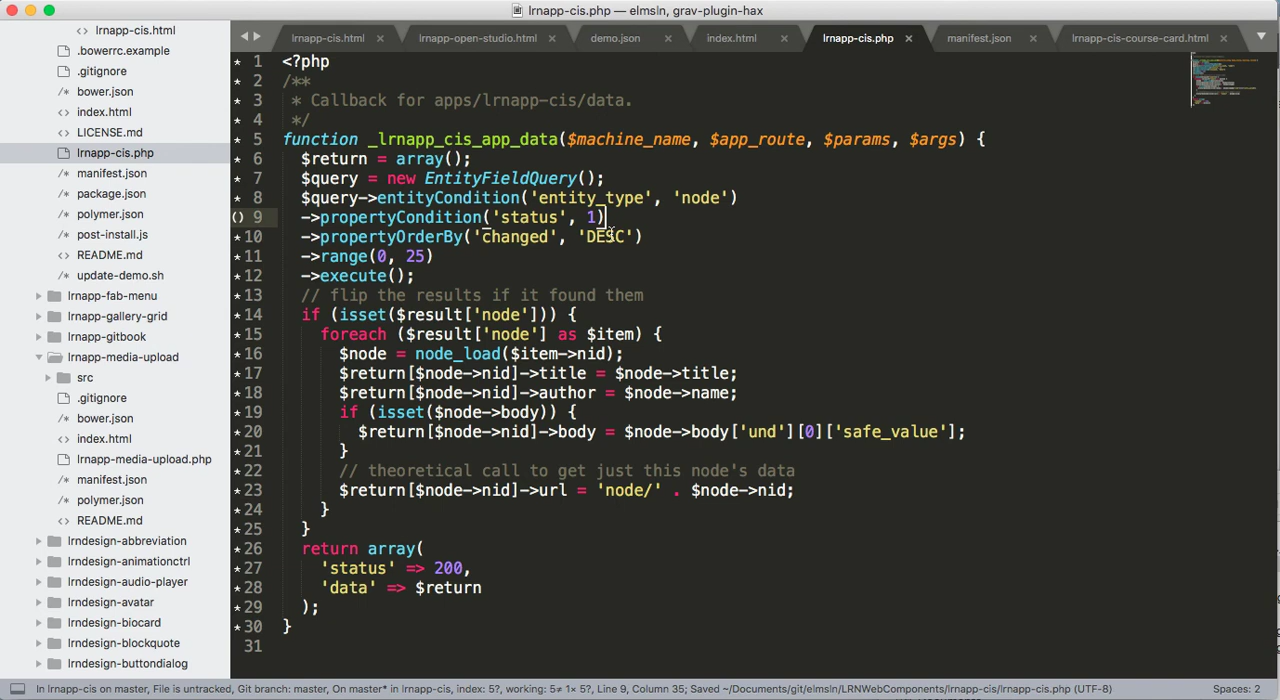 lrnapp-cis.php — elmsln, grav-plugin-hax
<> lrnapp-cis.html
/* .bowerrc.example
.gitignore
/* bower.json
<> index.html
LICENSE.md
lrnapp-cis.php
/* manifest.json
/* package.json
/* polymer.json
/* post-install.js
<> README.md
/* update-demo.sh
lrnapp-fab-menu
lrnapp-gallery-grid
lrnapp-gitbook
lrnapp-media-upload
src
.gitignore
/* bower.json
<> index.html
lrnapp-media-upload.php
/* manifest.json
/* polymer.json
<> README.md
lrndesign-abbreviation
lrndesign-animationctrl
lrndesign-audio-player
lrndesign-avatar
lrndesign-biocard
lrndesign-blockquote
lrndesign-buttondialog
lrnapp-cis.html × lrnapp-open-studio.html × demo.json × index.html × lrnapp-cis.php × manifest.json × lrnapp-cis-course-card.html ×
* 1 <?php
* 2 /**
* 3 * Callback for apps/lrnapp-cis/data.
* 4 */
* 5 function _lrnapp_cis_app_data($machine_name, $app_route, $params, $args) {
* 6 $return = array();
* 7 $query = new EntityFieldQuery();
* 8 $query->entityCondition('entity_type', 'node')
() 9 ->propertyCondition('status', 1)
* 10 ->propertyOrderBy('changed', 'DESC')
* 11 ->range(0, 25)
* 12 ->execute();
* 13 // flip the results if it found them
* 14 if (isset($result['node'])) {
* 15 foreach ($result['node'] as $item) {
* 16 $node = node_load($item->nid);
* 17 $return[$node->nid]->title = $node->title;
* 18 $return[$node->nid]->author = $node->name;
* 19 if (isset($node->body)) {
* 20 $return[$node->nid]->body = $node->body['und'][0]['safe_value'];
* 21 }
* 22 // theoretical call to get just this node's data
* 23 $return[$node->nid]->url = 'node/' . $node->nid;
* 24 }
* 25 }
* 26 return array(
* 27 'status' => 200,
* 28 'data' => $return
* 29 );
* 30 }
31
In lrnapp-cis on master, File is untracked, Git branch: master, On master* in lrnapp-cis, index: 5?, working: 5≠ 1× 5?, Line 9, Column 35; Saved ~/Documents/git/elmsln/LRNWebComponents/lrnapp-cis/lrnapp-cis.php (UTF-8) Spaces: 2 PHP